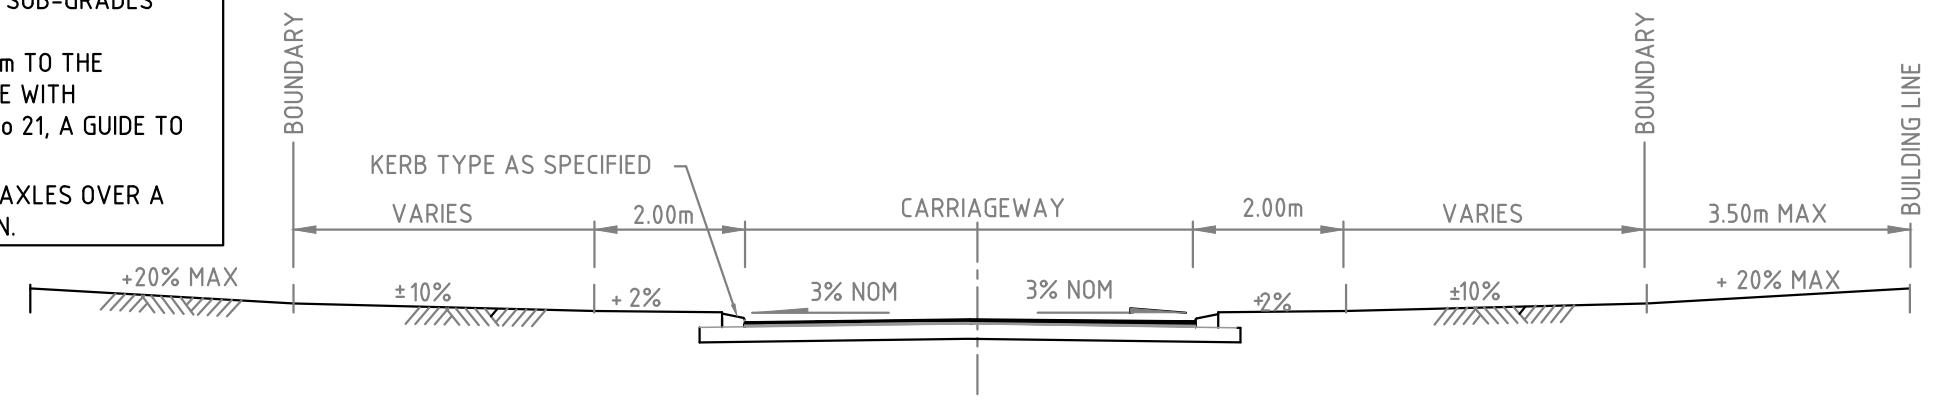 SUB-GRADES
m TO THE
E WITH
o 21, A GUIDE TO
AXLES OVER A
N.
BOUNDARY
BOUNDARY
BUILDING LINE
KERB TYPE AS SPECIFIED
VARIES
2.00m
CARRIAGEWAY
2.00m
VARIES
3.50m MAX
+20% MAX
±10%
+ 2%
3% NOM
3% NOM
+2%
±10%
+ 20% MAX